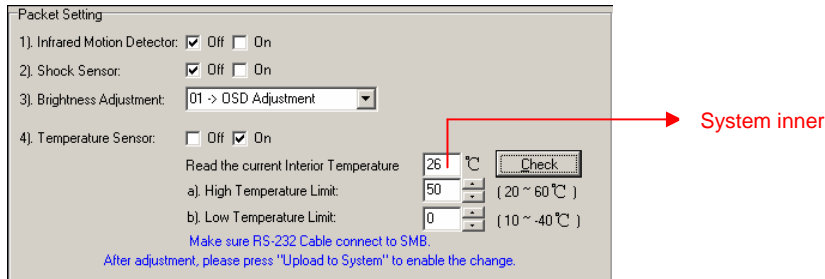 Packet Setting
1). Infrared Motion Detector: Off On
2). Shock Sensor: Off On
3). Brightness Adjustment: 01 -> OSD Adjustment
4). Temperature Sensor: Off On
Read the current Interior Temperature 26 ℃ Check
System inner
a). High Temperature Limit: 50 ( 20 ~ 60℃ )
b). Low Temperature Limit: 0 ( 10 ~ -40℃ )
Make sure RS-232 Cable connect to SMB.
After adjustment, please press "Upload to System" to enable the change.